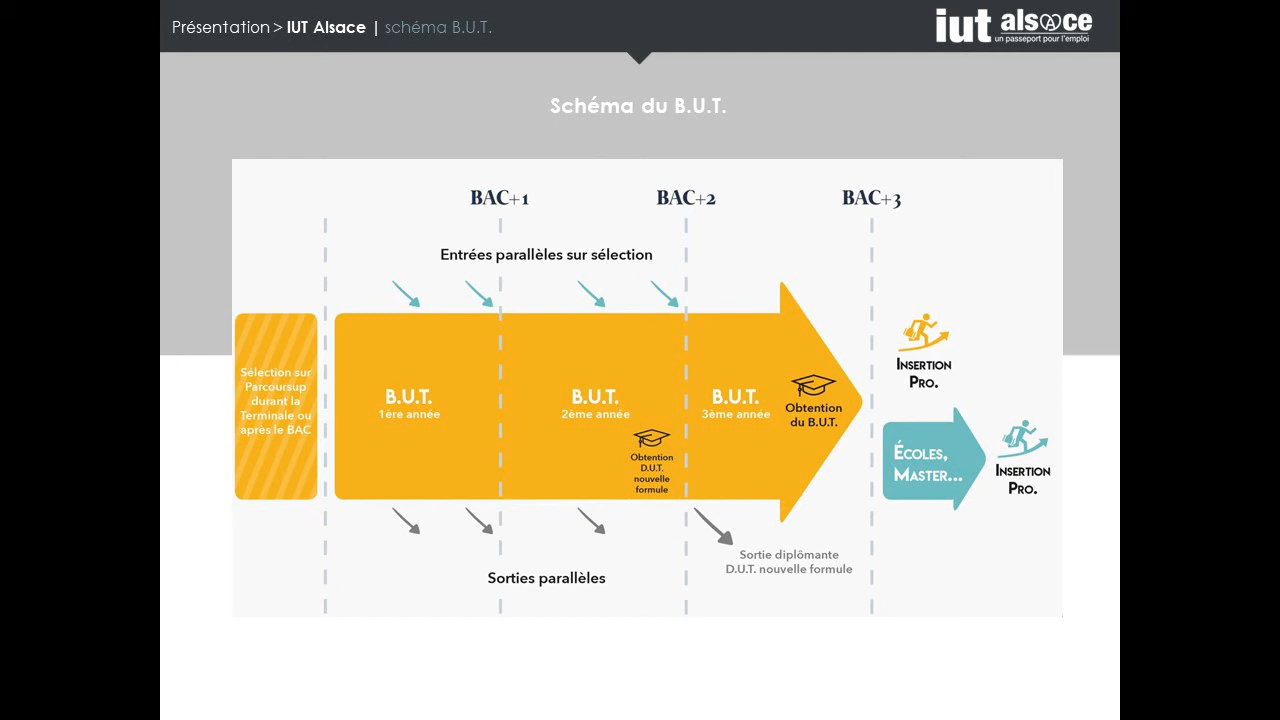 Présentation > IUT Alsace | schéma B.U.T.
iut alsace
un passeport pour l'emploi
Schéma du B.U.T.
BAC+1
BAC+2
BAC+3
Entrées parallèles sur sélection
Sélection sur
Parcoursup
durant la
Terminale ou
après le BAC
B.U.T.
1ère année
B.U.T.
2ème année
Obtention
D.U.T.
nouvelle
formule
B.U.T.
3ème année
Obtention
du B.U.T.
Insertion
Pro.
Écoles,
Master...
Insertion
Pro.
Sortie diplômante
D.U.T. nouvelle formule
Sorties parallèles